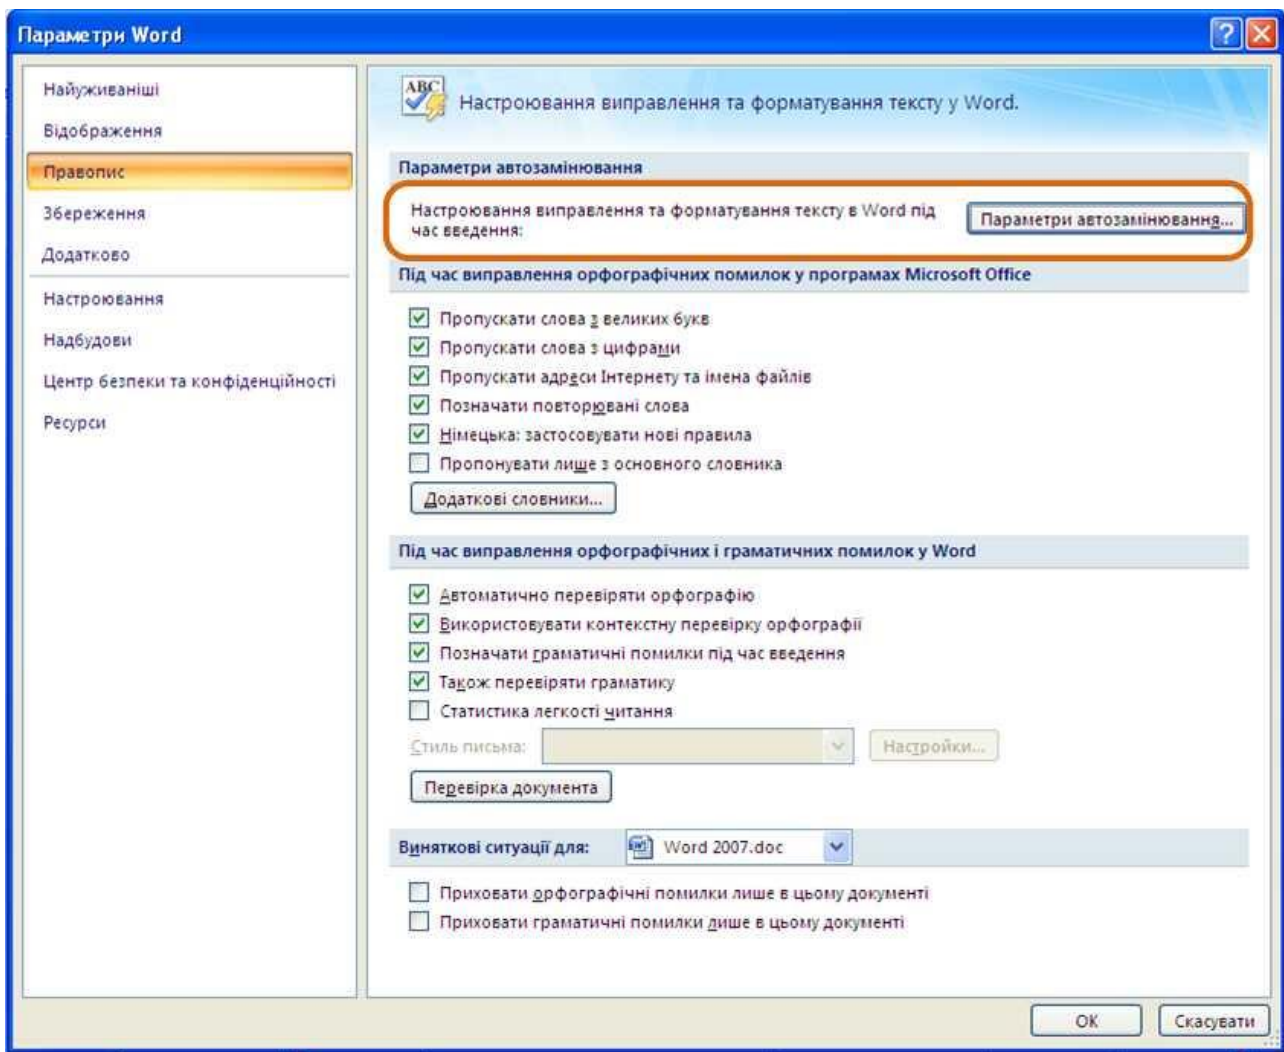 Параметри Word
Найуживаніші
Відображення
Правопис
Збереження
Додатково
Настроювання
Надбудови
Центр безпеки та конфіденційності
Ресурси
ABC
Настроювання виправлення та форматування тексту у Word.
Параметри автозамінювання
Настроювання виправлення та форматування тексту в Word під
час введення:
Параметри автозамінювання...
Під час виправлення орфографічних помилок у програмах Microsoft Office
Пропускати слова з великих букв
Пропускати слова з цифрами
Пропускати адреси Інтернету та імена файлів
Позначати повторювані слова
Німецька: застосовувати нові правила
Пропонувати лише з основного словника
Додаткові словники...
Під час виправлення орфографічних і граматичних помилок у Word
Автоматично перевіряти орфографію
Використовувати контекстну перевірку орфографії
Позначати граматичні помилки під час введення
Також перевіряти граматику
Статистика легкості читання
Стиль письма:
Настройки...
Перевірка документа
Виняткові ситуації для:
Word 2007.doc
Приховати орфографічні помилки лише в цьому документі
Приховати граматичні помилки лише в цьому документі
OK
Скасувати